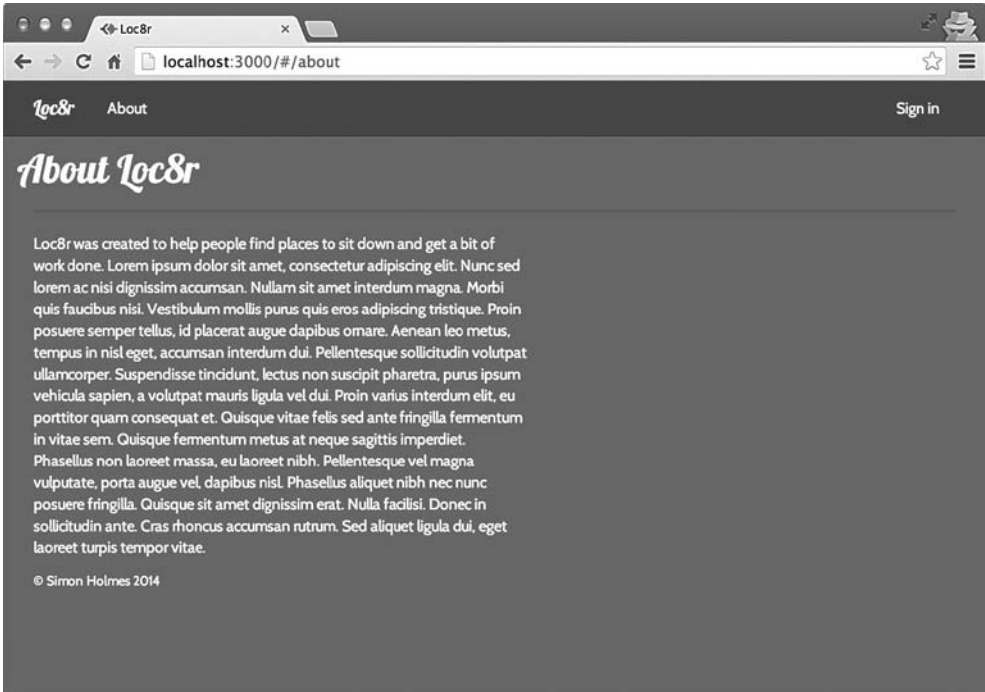 Loc8r
localhost:3000/#/about
Loc8r About Sign in
About Loc8r
Loc8r was created to help people find places to sit down and get a bit of
work done. Lorem ipsum dolor sit amet, consectetur adipiscing elit. Nunc sed
lorem ac nisi dignissim accumsan. Nullam sit amet interdum magna. Morbi
quis faucibus nisi. Vestibulum mollis purus quis eros adipiscing tristique. Proin
posuere semper tellus, id placerat augue dapibus ornare. Aenean leo metus,
tempus in nisl eget, accumsan interdum dui. Pellentesque sollicitudin volutpat
ullamcorper. Suspendisse tincidunt, lectus non suscipit pharetra, purus ipsum
vehicula sapien, a volutpat mauris ligula vel dui. Proin varius interdum elit, eu
porttitor quam consequat et. Quisque vitae felis sed ante fringilla fermentum
in vitae sem. Quisque fermentum metus at neque sagittis imperdiet.
Phasellus non laoreet massa, eu laoreet nibh. Pellentesque vel magna
vulputate, porta augue vel, dapibus nisl. Phasellus aliquet nibh nec nunc
posuere fringilla. Quisque sit amet dignissim erat. Nulla facilisi. Donec in
sollicitudin ante. Cras rhoncus accumsan rutrum. Sed aliquet ligula dui, eget
laoreet turpis tempor vitae.
© Simon Holmes 2014